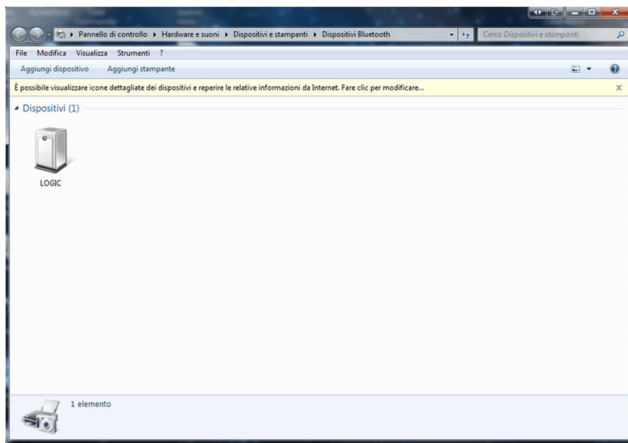 Pannello di controllo ▸ Hardware e suoni ▸ Dispositivi e stampanti ▸ Dispositivi Bluetooth
Cerca Dispositivi e stampanti
File Modifica Visualizza Strumenti ?
Aggiungi dispositivo Aggiungi stampante
È possibile visualizzare icone dettagliate dei dispositivi e reperire le relative informazioni da Internet. Fare clic per modificare...
Dispositivi (1)
LOGIC
1 elemento